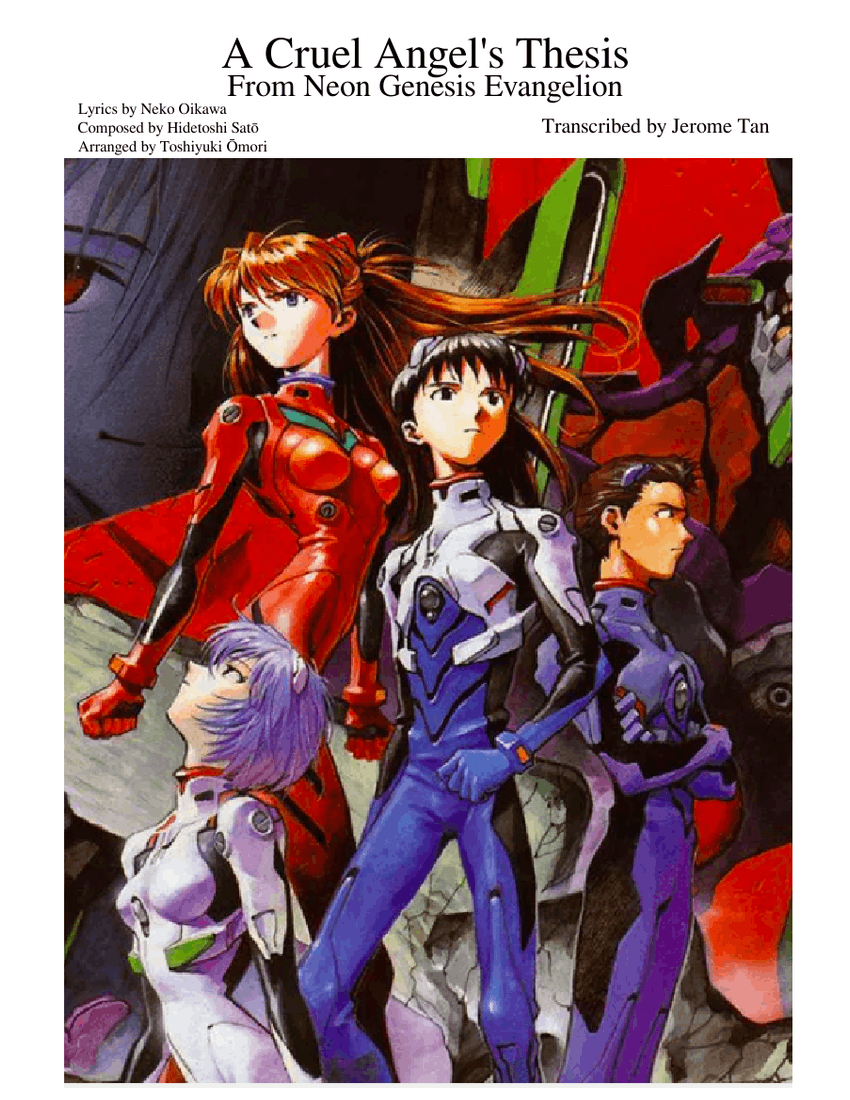 A Cruel Angel's Thesis
From Neon Genesis Evangelion
Lyrics by Neko Oikawa
Composed by Hidetoshi Satō
Arranged by Toshiyuki Ōmori
Transcribed by Jerome Tan